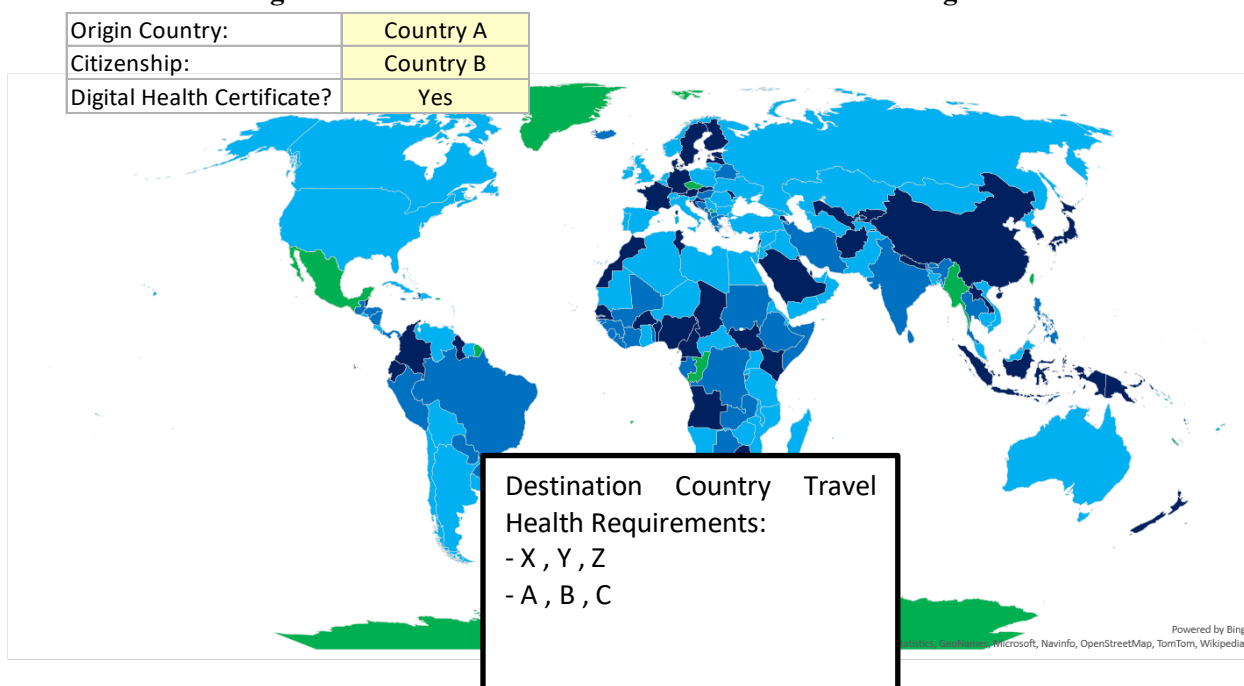 Origin Country: Country A
Citizenship: Country B
Digital Health Certificate? Yes
Destination Country Travel
Health Requirements:
- X , Y , Z
- A , B , C
Powered by Bing
GeoNames, Microsoft, Navinfo, OpenStreetMap, TomTom, Wikipedia